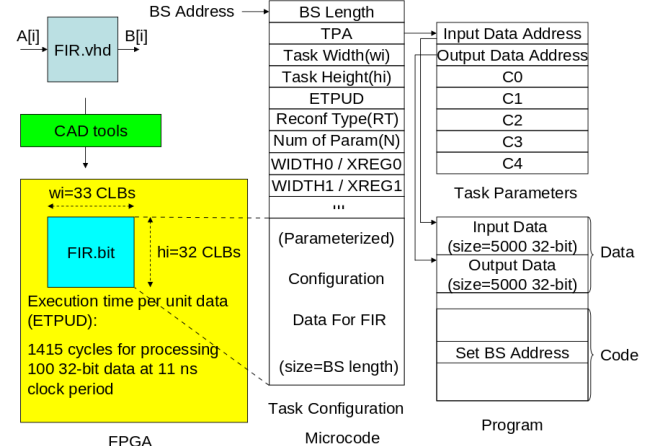 BS Address
A[i]
B[i]
FIR.vhd
CAD tools
wi=33 CLBs
FIR.bit
hi=32 CLBs
Execution time per unit data
(ETPUD):
1415 cycles for processing
100 32-bit data at 11 ns
clock period
FPGA
BS Length
TPA
Task Width(wi)
Task Height(hi)
ETPUD
Reconf Type(RT)
Num of Param(N)
WIDTH0 / XREG0
WIDTH1 / XREG1
...
(Parameterized)
Configuration
Data For FIR
(size=BS length)
Task Configuration
Microcode
Input Data Address
Output Data Address
C0
C1
C2
C3
C4
Task Parameters
Input Data
(size=5000 32-bit)
Output Data
(size=5000 32-bit)
Data
Set BS Address
Code
Program